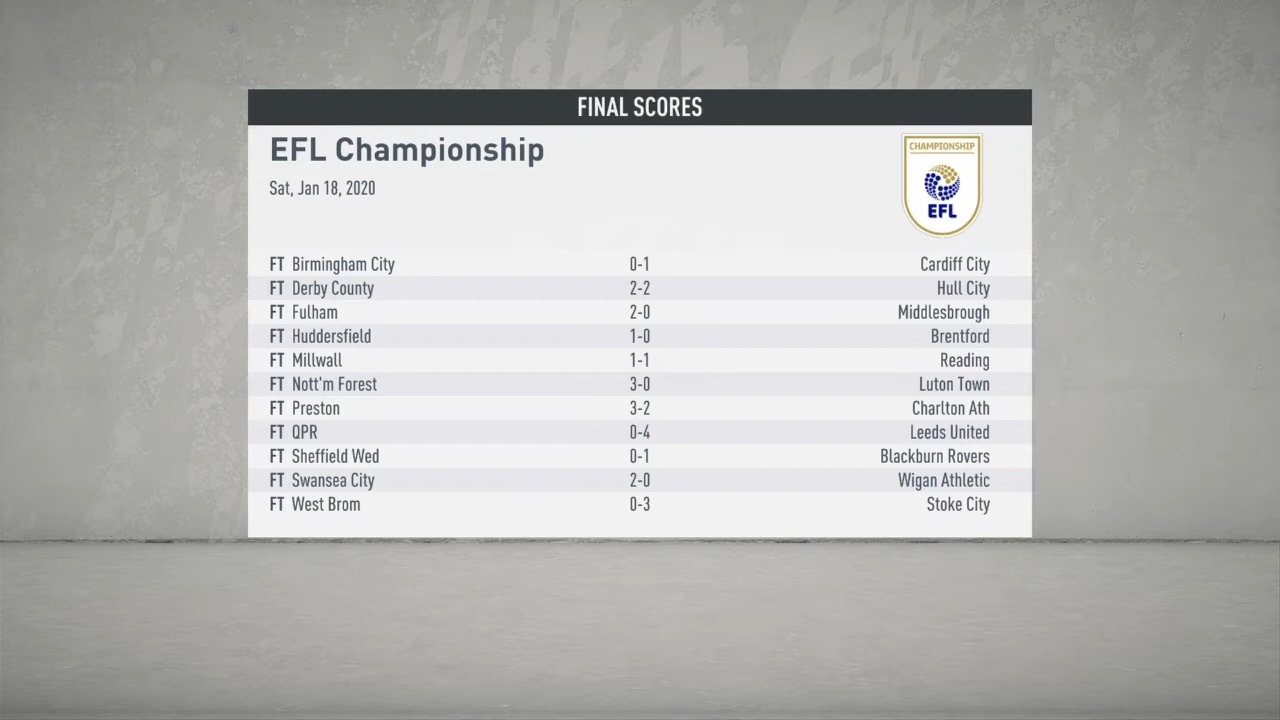 FINAL SCORES
EFL Championship
CHAMPIONSHIP
EFL
Sat, Jan 18, 2020
FT Birmingham City 0-1 Cardiff City
FT Derby County 2-2 Hull City
FT Fulham 2-0 Middlesbrough
FT Huddersfield 1-0 Brentford
FT Millwall 1-1 Reading
FT Nott'm Forest 3-0 Luton Town
FT Preston 3-2 Charlton Ath
FT QPR 0-4 Leeds United
FT Sheffield Wed 0-1 Blackburn Rovers
FT Swansea City 2-0 Wigan Athletic
FT West Brom 0-3 Stoke City